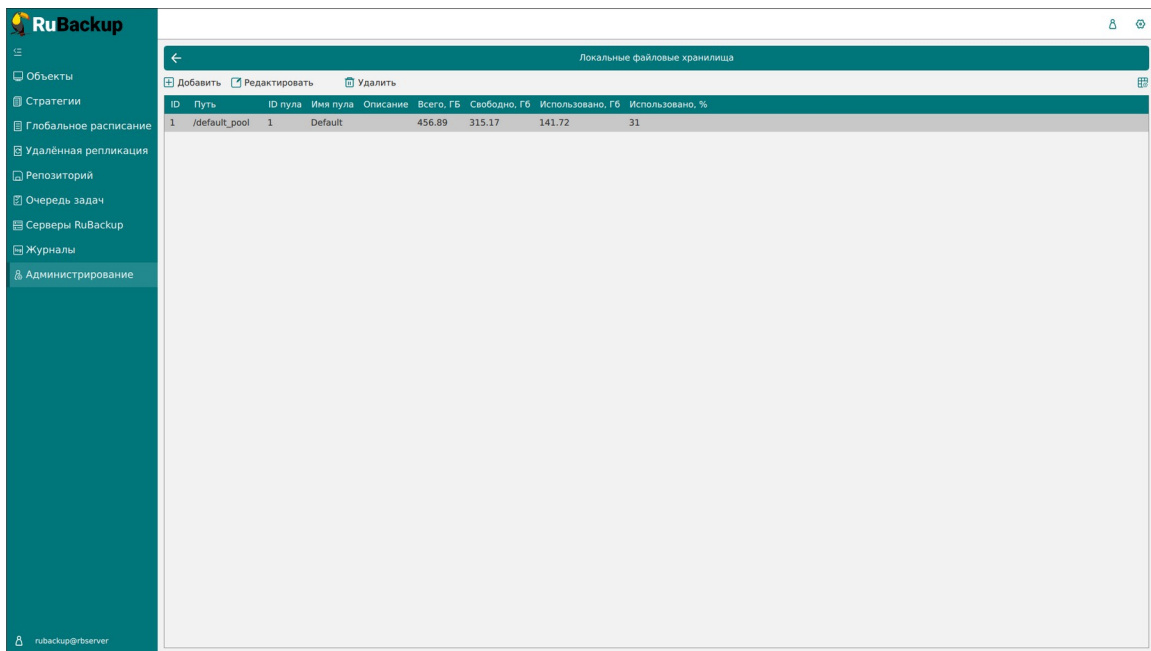 RuBackup
Объекты
Стратегии
Глобальное расписание
Удалённая репликация
Репозиторий
Очередь задач
Серверы RuBackup
Журналы
Администрирование
rubackup@rbserver
Локальные файловые хранилища
Добавить Редактировать Удалить
ID Путь ID пула Имя пула Описание Всего, ГБ Свободно, Гб Использовано, Гб Использовано, %
1 /default_pool 1 Default 456.89 315.17 141.72 31